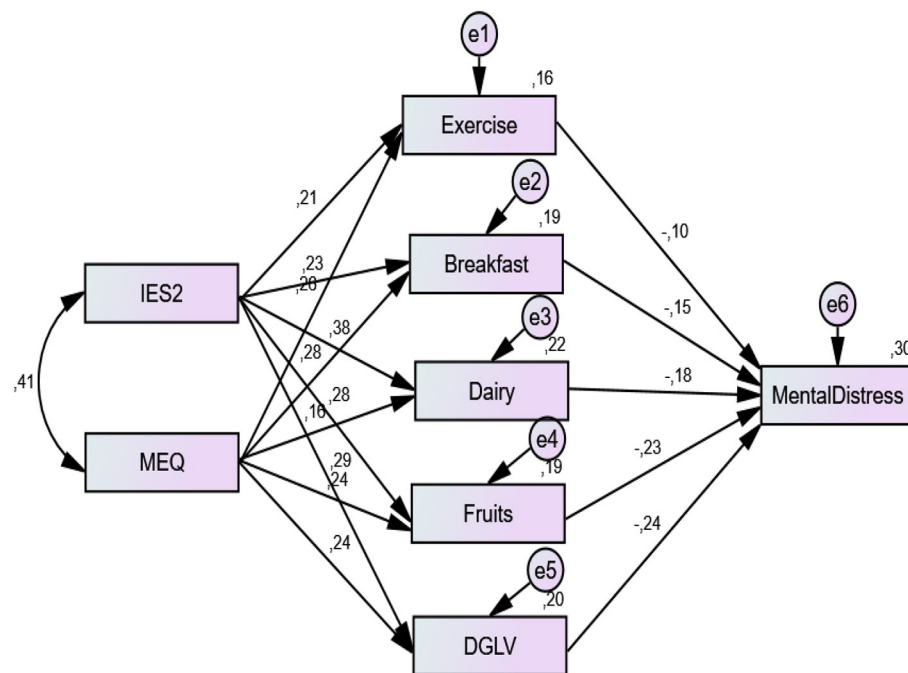 e1
,16
Exercise
e2
,21
,19
-,10
,23
Breakfast
IES2
e3
e6
,38
-,15
,28
,22
,30
,41
Dairy
-,18
MentalDistress
,28
,16
e4
MEQ
,29
,19
-,23
,24
Fruits
-,24
,24
e5
,20
DGLV